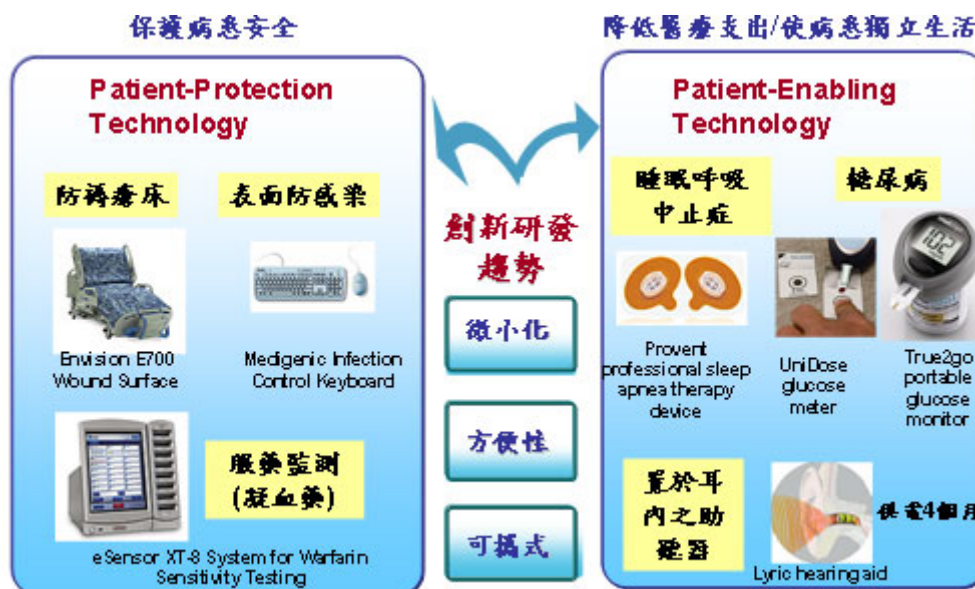 保護病患安全
Patient-Protection
Technology
防褥瘡床
表面防感染
Envision E700
Wound Surface
Medigenic Infection
Control Keyboard
服藥監測
(凝血藥)
eSensor XT-8 System for Warfarin
Sensitivity Testing
創新研發
趨勢
微小化
方便性
可攜式
降低醫療支出/使病患獨立生活
Patient-Enabling
Technology
睡眠呼吸
中止症
糖尿病
102
Provent
professional sleep
apnea therapy
device
UniDose
glucose
meter
True2go
portable
glucose
monitor
置於耳
內之助
聽器
供電4個月
Lyric hearing aid